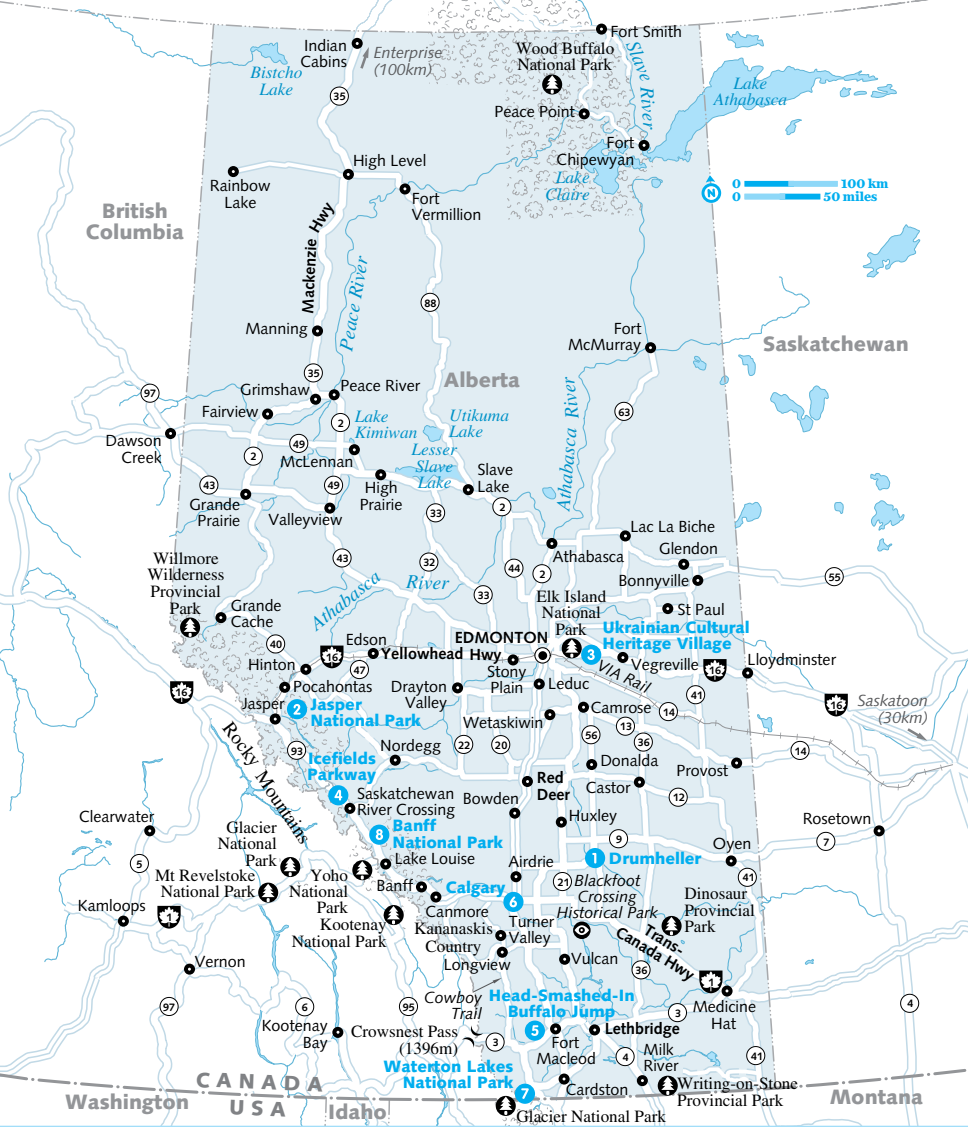 Indian
Cabins
Enterprise
(100km)
Bistcho
Lake
35
Fort Smith
Wood Buffalo
National Park
Slave River
Peace Point
Lake
Athabasca
Fort
Chipewyan
Lake
Claire
0 100 km
0 50 miles
N
Rainbow
Lake
High Level
Fort
Vermillion
British
Columbia
Mackenzie Hwy
Peace River
88
Manning
Fort
McMurray
Saskatchewan
35
Grimshaw
Peace River
Alberta
97
Fairview
2
Lake
Kimiwan
Utikuma
Lake
Athabasca River
63
Dawson
Creek
49
2
McLennan
Lesser
Slave
Lake
Slave
Lake
43
49
High
Prairie
Grande
Prairie
Valleyview
33
2
Lac La Biche
Athabasca
Glendon
Bonnyville
55
Willmore
Wilderness
Provincial
Park
43
32
44
2
Athabasca River
33
Elk Island
National
Park
St Paul
Grande
Cache
40
Edson
EDMONTON
Ukrainian Cultural
Heritage Village
3
Hinton
16
Yellowhead Hwy
47
Stony
Plain
VIA Rail
Vegreville
16
Lloydminster
16
Pocahontas
Drayton
Valley
Leduc
41
16
Saskatoon
(30km)
Jasper
2
Jasper
National Park
Wetaskiwin
Camrose
14
13
Rocky Mountains
93
Nordegg
22
20
56
36
14
Icefields
Parkway
Donalda
Provost
4
Saskatchewan
River Crossing
Red
Deer
Castor
12
Bowden
Clearwater
8
Banff
National Park
Huxley
Rosetown
Glacier
National
Park
9
7
5
Lake Louise
Airdrie
1
Drumheller
Oyen
Mt Revelstoke
National Park
Yoho
National
Park
Banff
Calgary
21
Blackfoot
Crossing
Historical Park
41
Kamloops
1
Canmore
6
Dinosaur
Provincial
Park
Kootenay
National Park
Kananaskis
Country
Turner
Valley
Trans-
Canada Hwy
Vernon
Longview
Vulcan
36
1
Medicine
Hat
97
6
95
Cowboy
Trail
Head-Smashed-In
Buffalo Jump
3
4
Kootenay
Bay
Crowsnest Pass
(1396m)
3
5
Fort
Macleod
Lethbridge
4
Milk
River
41
Waterton Lakes
National Park
7
Cardston
Writing-on-Stone
Provincial Park
CANADA
USA
Washington
Idaho
Glacier National Park
Montana